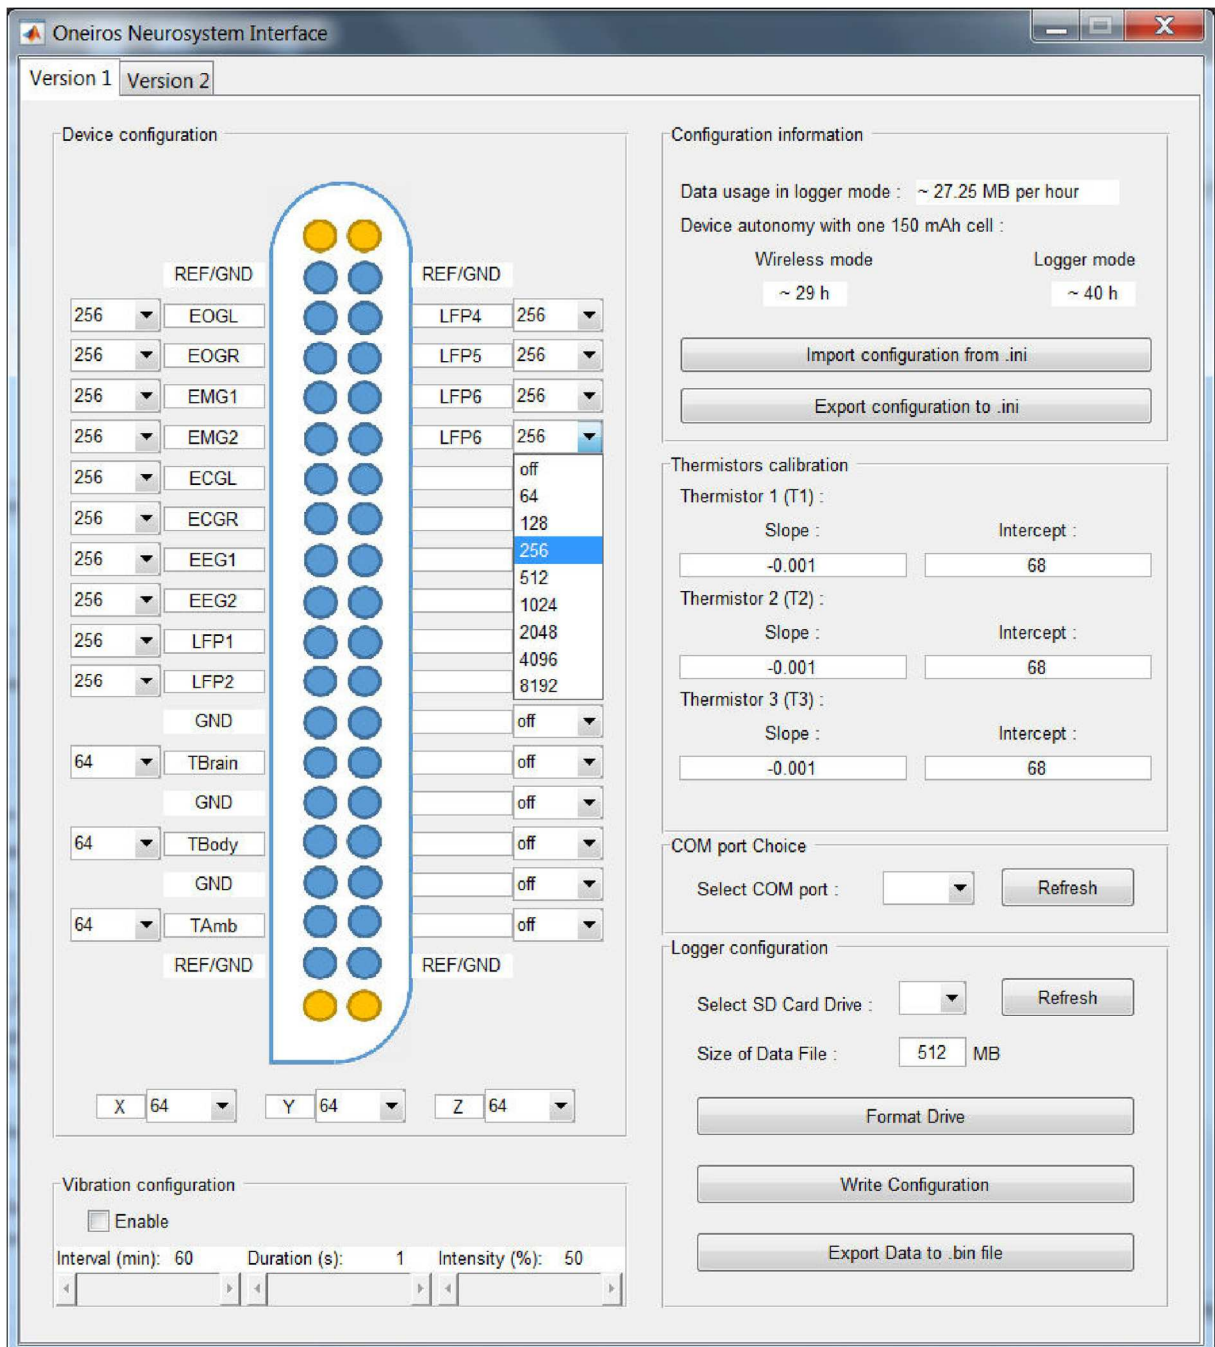 Oneiros Neurosystem Interface
Version 1 Version 2
Device configuration
REF/GND REF/GND
256 EOGL LFP4 256
256 EOGR LFP5 256
256 EMG1 LFP6 256
256 EMG2 LFP6 256
256 ECGL off
64
256 ECGR 128
256 EEG1 256
512
256 EEG2 1024
256 LFP1 2048
4096
256 LFP2 8192
GND off
64 TBrain off
GND off
64 TBody off
GND off
64 TAmb off
REF/GND REF/GND
X 64 Y 64 Z 64
Vibration configuration
Enable
Interval (min): 60 Duration (s): 1 Intensity (%): 50
Configuration information
Data usage in logger mode : ~ 27.25 MB per hour
Device autonomy with one 150 mAh cell :
Wireless mode Logger mode
~ 29 h ~ 40 h
Import configuration from .ini
Export configuration to .ini
Thermistors calibration
Thermistor 1 (T1) :
Slope : Intercept :
-0.001 68
Thermistor 2 (T2) :
Slope : Intercept :
-0.001 68
Thermistor 3 (T3) :
Slope : Intercept :
-0.001 68
COM port Choice
Select COM port : Refresh
Logger configuration
Select SD Card Drive : Refresh
Size of Data File : 512 MB
Format Drive
Write Configuration
Export Data to .bin file